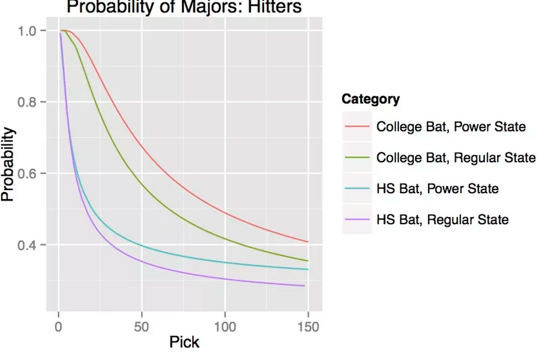 Probability of Majors: Hitters
1.0
0.8
0.6
0.4
Probability
0
50
100
150
Pick
Category
College Bat, Power State
College Bat, Regular State
HS Bat, Power State
HS Bat, Regular State